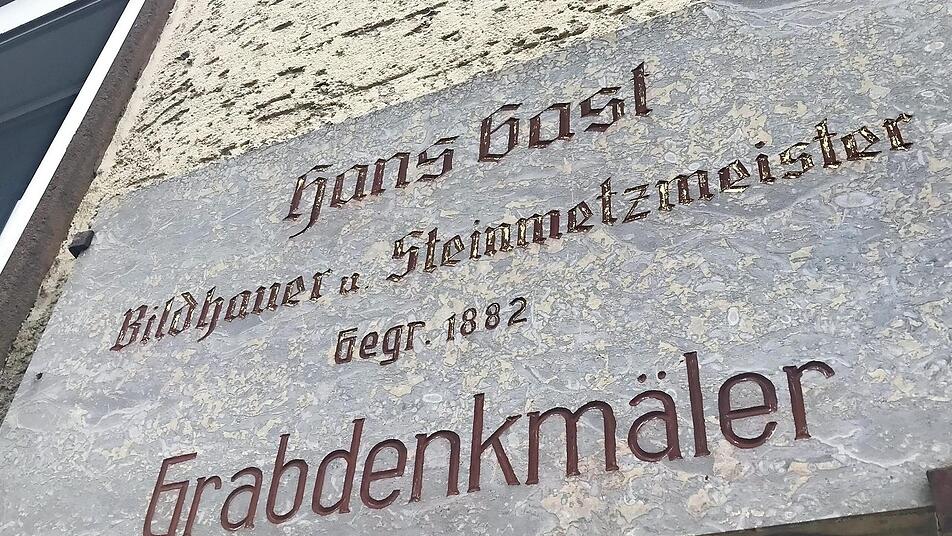 Hans Gast
Bildhauer u. Steinmetzmeister
Gegr. 1882
Grabdenkmäler